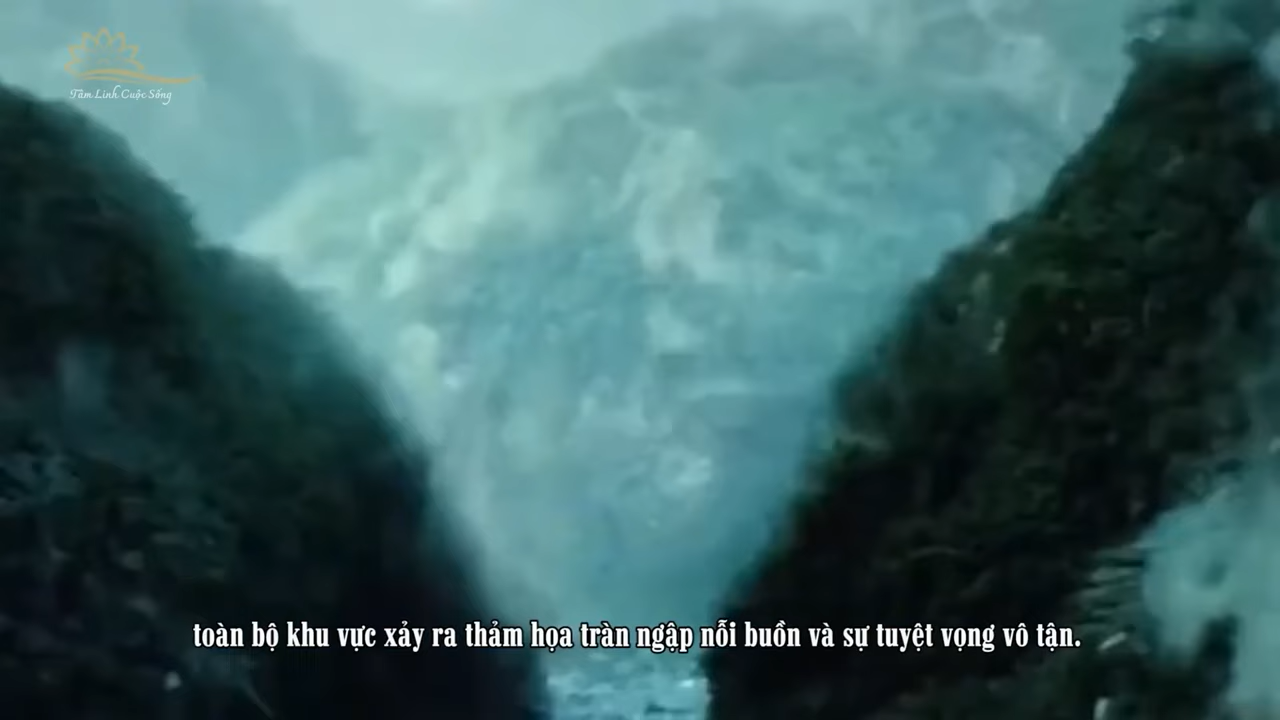 Tâm Linh Cuộc Sống
toàn bộ khu vực xảy ra thảm họa tràn ngập nỗi buồn và sự tuyệt vọng vô tận.